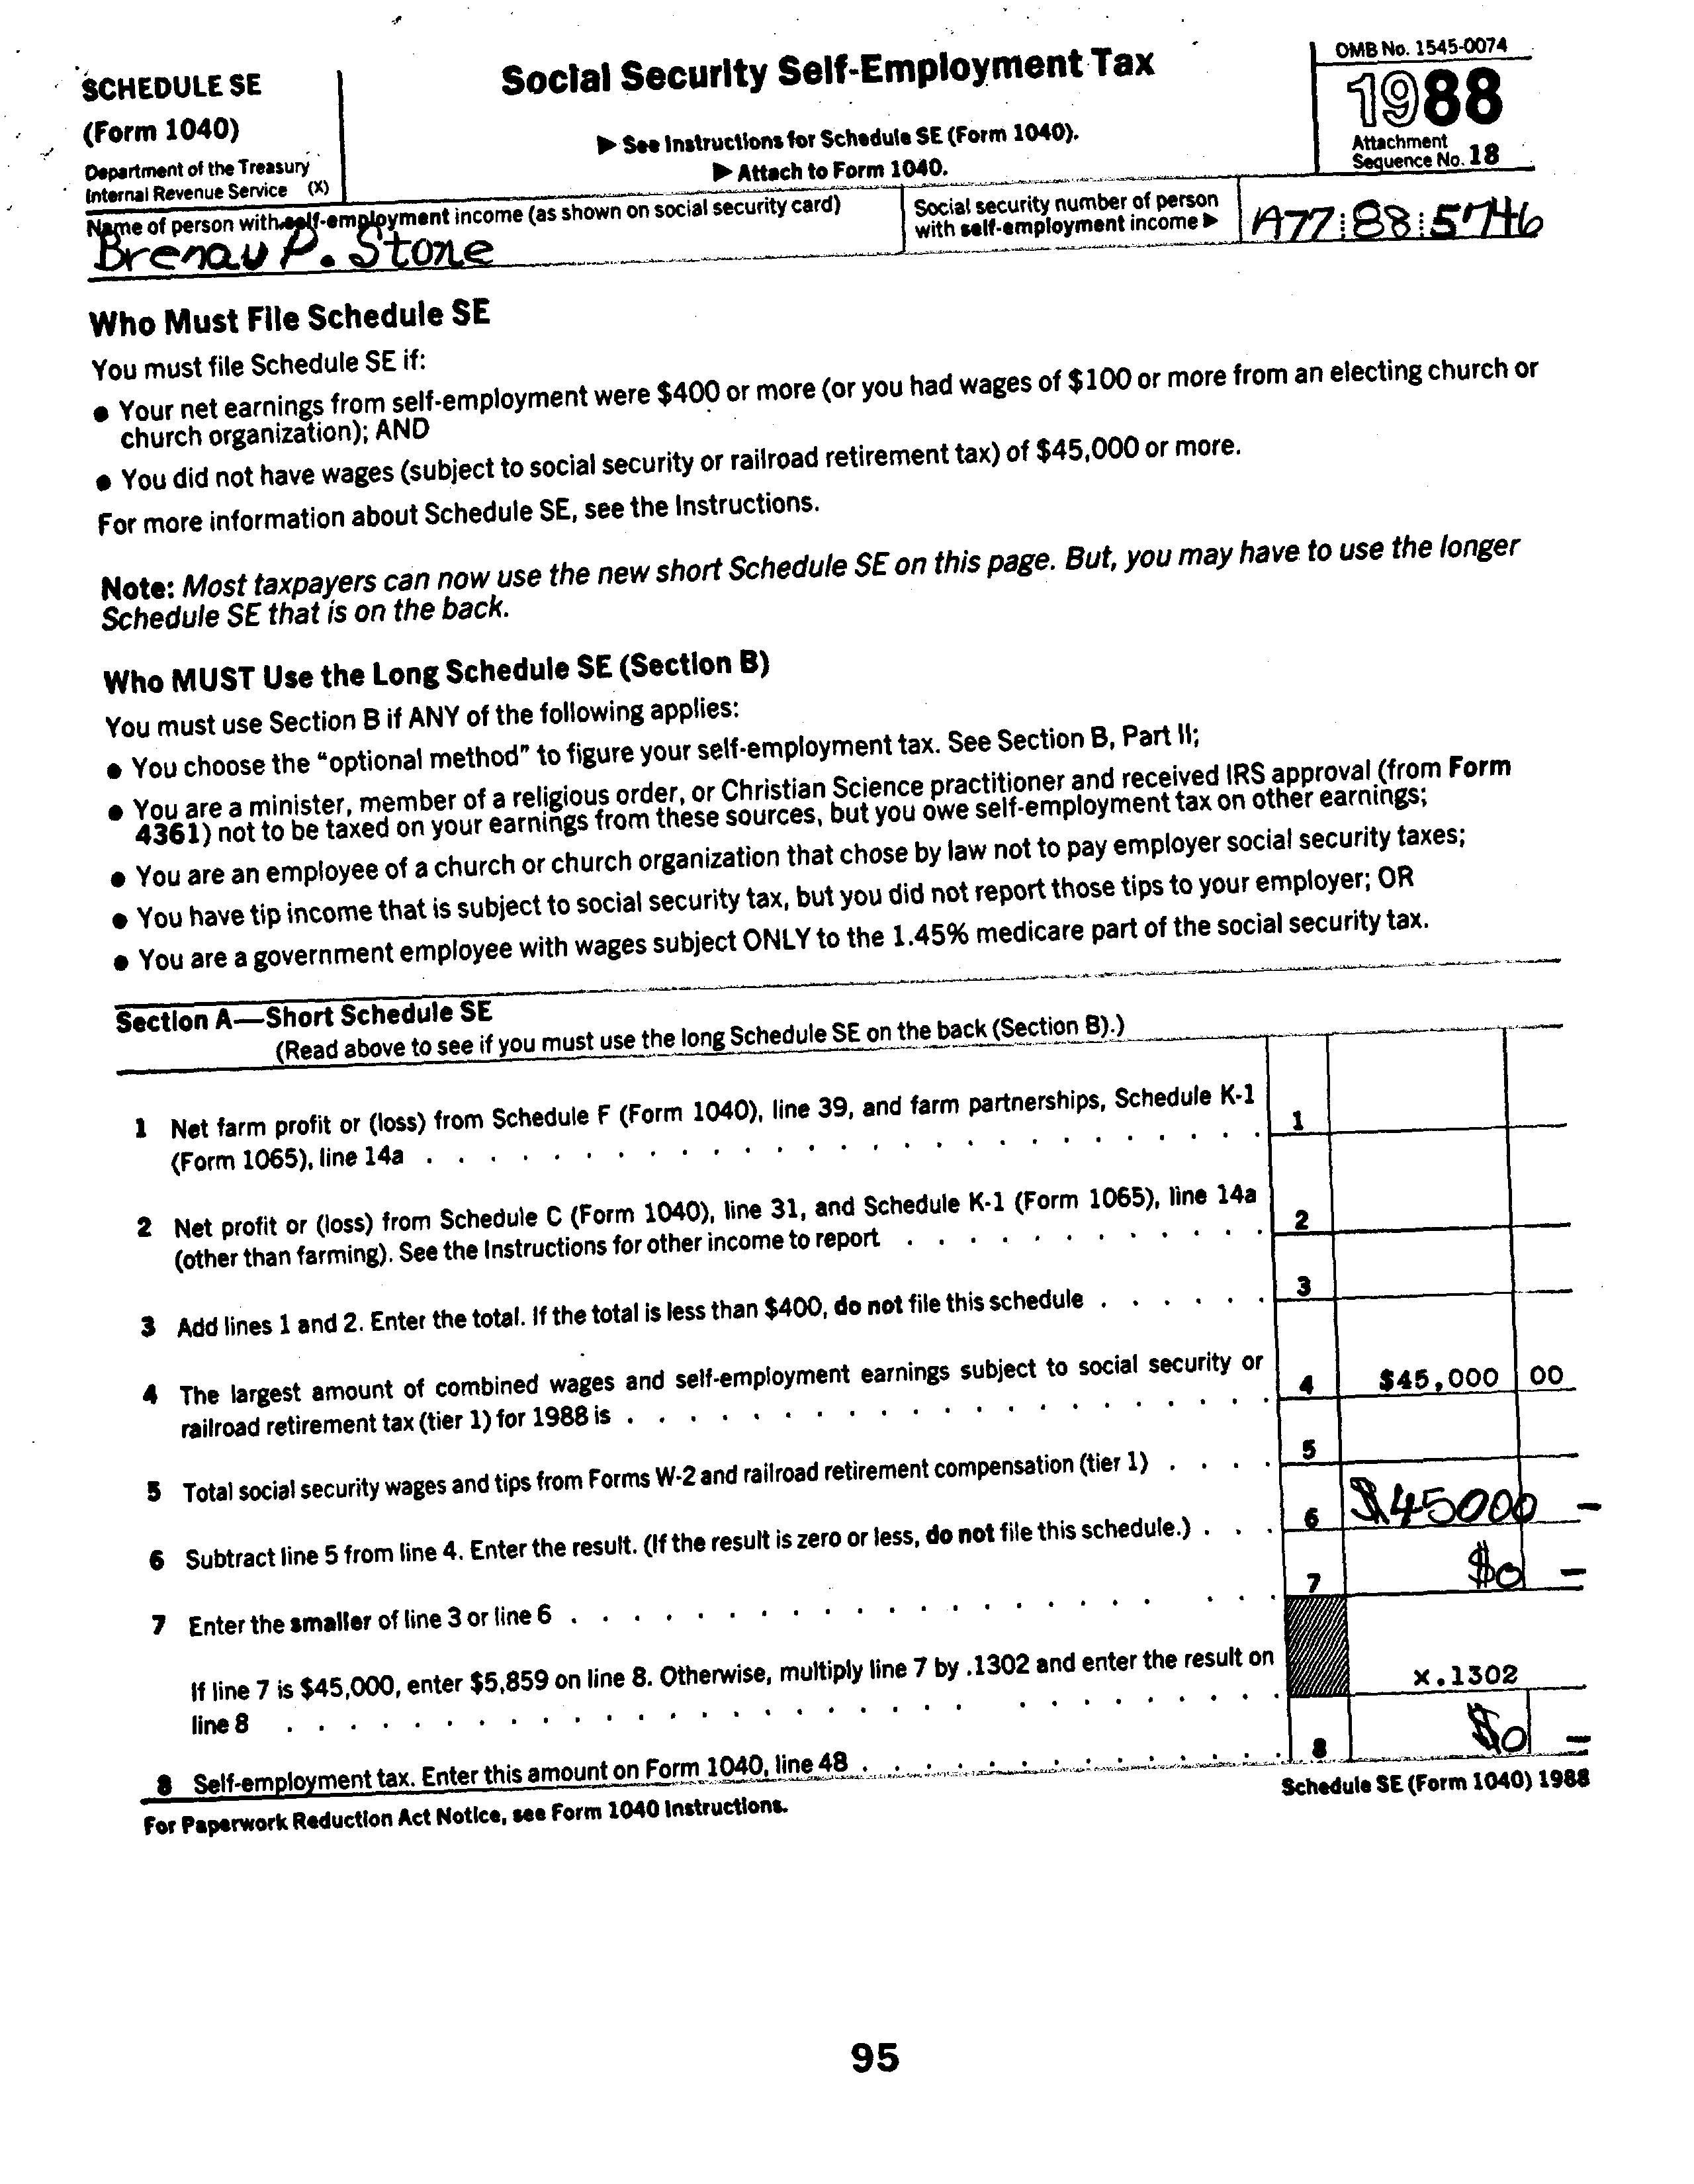 SCHEDULE SE
(Form 1040)
Department of the Treasury
Internal Revenue Service (X)
Social Security Self-Employment Tax
▶ See Instructions for Schedule SE (Form 1040).
▶ Attach to Form 1040.
OMB No. 1545-0074
1988
Attachment
Sequence No. 18
Name of person with self-employment income (as shown on social security card)
Brenau P. Stone
Social security number of person
with self-employment income ▶
A77:88:5746
Who Must File Schedule SE
You must file Schedule SE if:
● Your net earnings from self-employment were $400 or more (or you had wages of $100 or more from an electing church or
church organization); AND
● You did not have wages (subject to social security or railroad retirement tax) of $45,000 or more.
For more information about Schedule SE, see the Instructions.
Note: Most taxpayers can now use the new short Schedule SE on this page. But, you may have to use the longer
Schedule SE that is on the back.
Who MUST Use the Long Schedule SE (Section B)
You must use Section B if ANY of the following applies:
● You choose the “optional method” to figure your self-employment tax. See Section B, Part II;
● You are a minister, member of a religious order, or Christian Science practitioner and received IRS approval (from Form
4361) not to be taxed on your earnings from these sources, but you owe self-employment tax on other earnings;
● You are an employee of a church or church organization that chose by law not to pay employer social security taxes;
● You have tip income that is subject to social security tax, but you did not report those tips to your employer; OR
● You are a government employee with wages subject ONLY to the 1.45% medicare part of the social security tax.
Section A—Short Schedule SE
(Read above to see if you must use the long Schedule SE on the back (Section B).)
1 Net farm profit or (loss) from Schedule F (Form 1040), line 39, and farm partnerships, Schedule K-1
(Form 1065), line 14a . . . . . . . . . . . . . . . . . . . . . . . . . . 1
2 Net profit or (loss) from Schedule C (Form 1040), line 31, and Schedule K-1 (Form 1065), line 14a
(other than farming). See the Instructions for other income to report . . . . . . . . . . . . 2
3 Add lines 1 and 2. Enter the total. If the total is less than $400, do not file this schedule . . . . . . 3
4 The largest amount of combined wages and self-employment earnings subject to social security or
railroad retirement tax (tier 1) for 1988 is . . . . . . . . . . . . . . . . . . . . . 4 $45,000 00
5 Total social security wages and tips from Forms W-2 and railroad retirement compensation (tier 1) . . . . 5
6 Subtract line 5 from line 4. Enter the result. (If the result is zero or less, do not file this schedule.) . . . 6 $45000 –
7 Enter the smaller of line 3 or line 6 . . . . . . . . . . . . . . . . . . . . . . 7 $0 –
If line 7 is $45,000, enter $5,859 on line 8. Otherwise, multiply line 7 by .1302 and enter the result on
line 8 . . . . . . . . . . . . . . . . . . . . . . . . . . . . . . x.1302
8 Self-employment tax. Enter this amount on Form 1040, line 48 . . . . . . . . . . . . . . 8 $0 –
For Paperwork Reduction Act Notice, see Form 1040 Instructions.
Schedule SE (Form 1040) 1988
95